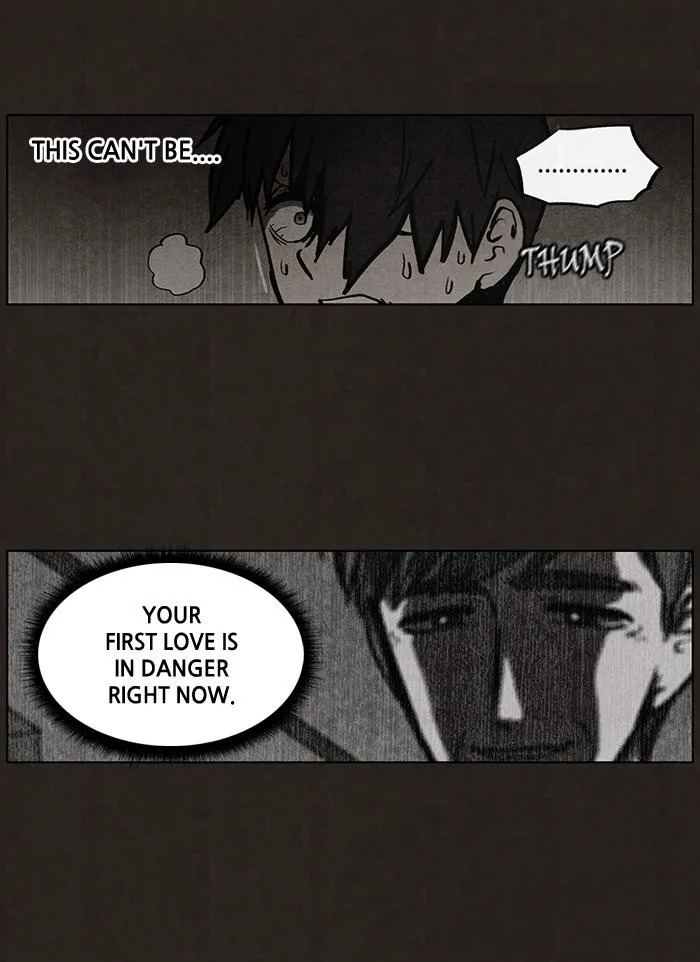 THIS CAN'T BE....
..............
THUMP
YOUR
FIRST LOVE IS
IN DANGER
RIGHT NOW.